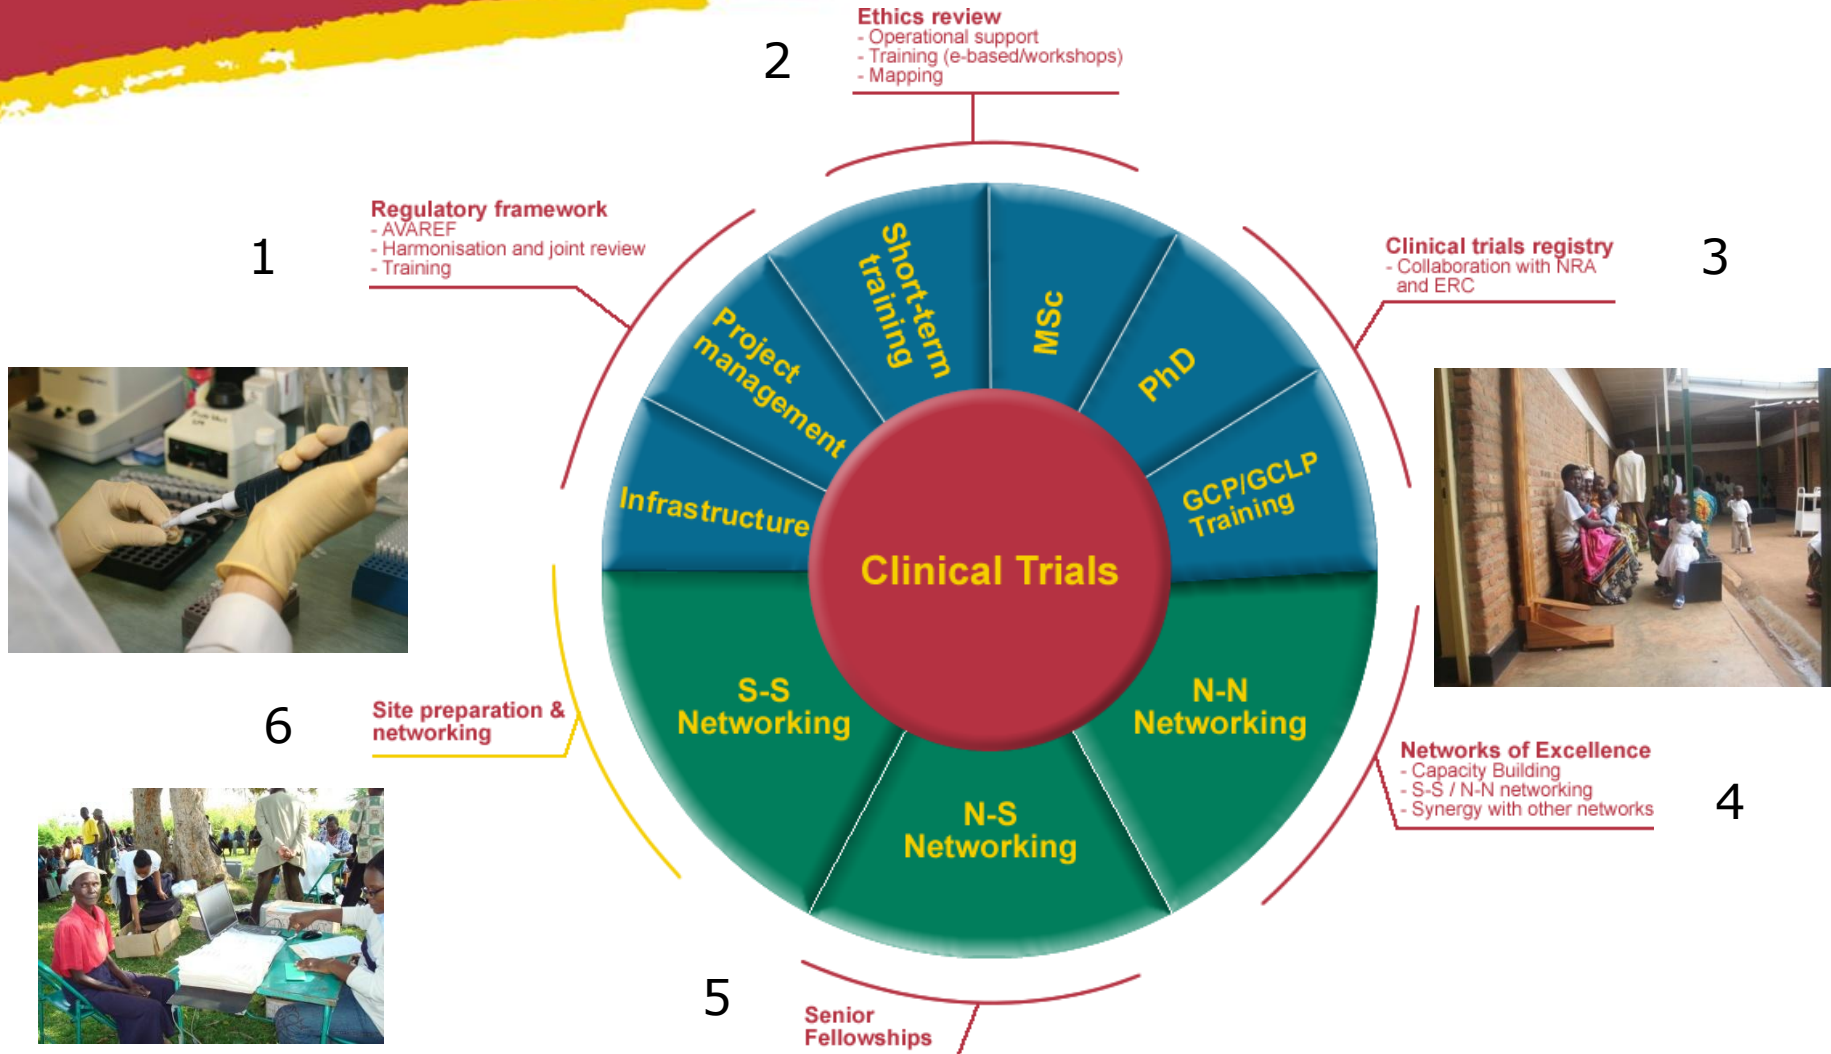 2
Ethics review
- Operational support
- Training (e-based/workshops)
- Mapping
1
Regulatory framework
- AVAREF
- Harmonisation and joint review
- Training
Clinical trials registry
- Collaboration with NRA
and ERC
3
Short-term
training
MSc
Project
management
PhD
Infrastructure
GCP/GCLP
Training
Clinical Trials
S-S
Networking
N-N
Networking
N-S
Networking
6
Site preparation &
networking
Networks of Excellence
- Capacity Building
- S-S / N-N networking
- Synergy with other networks
4
5
Senior
Fellowships